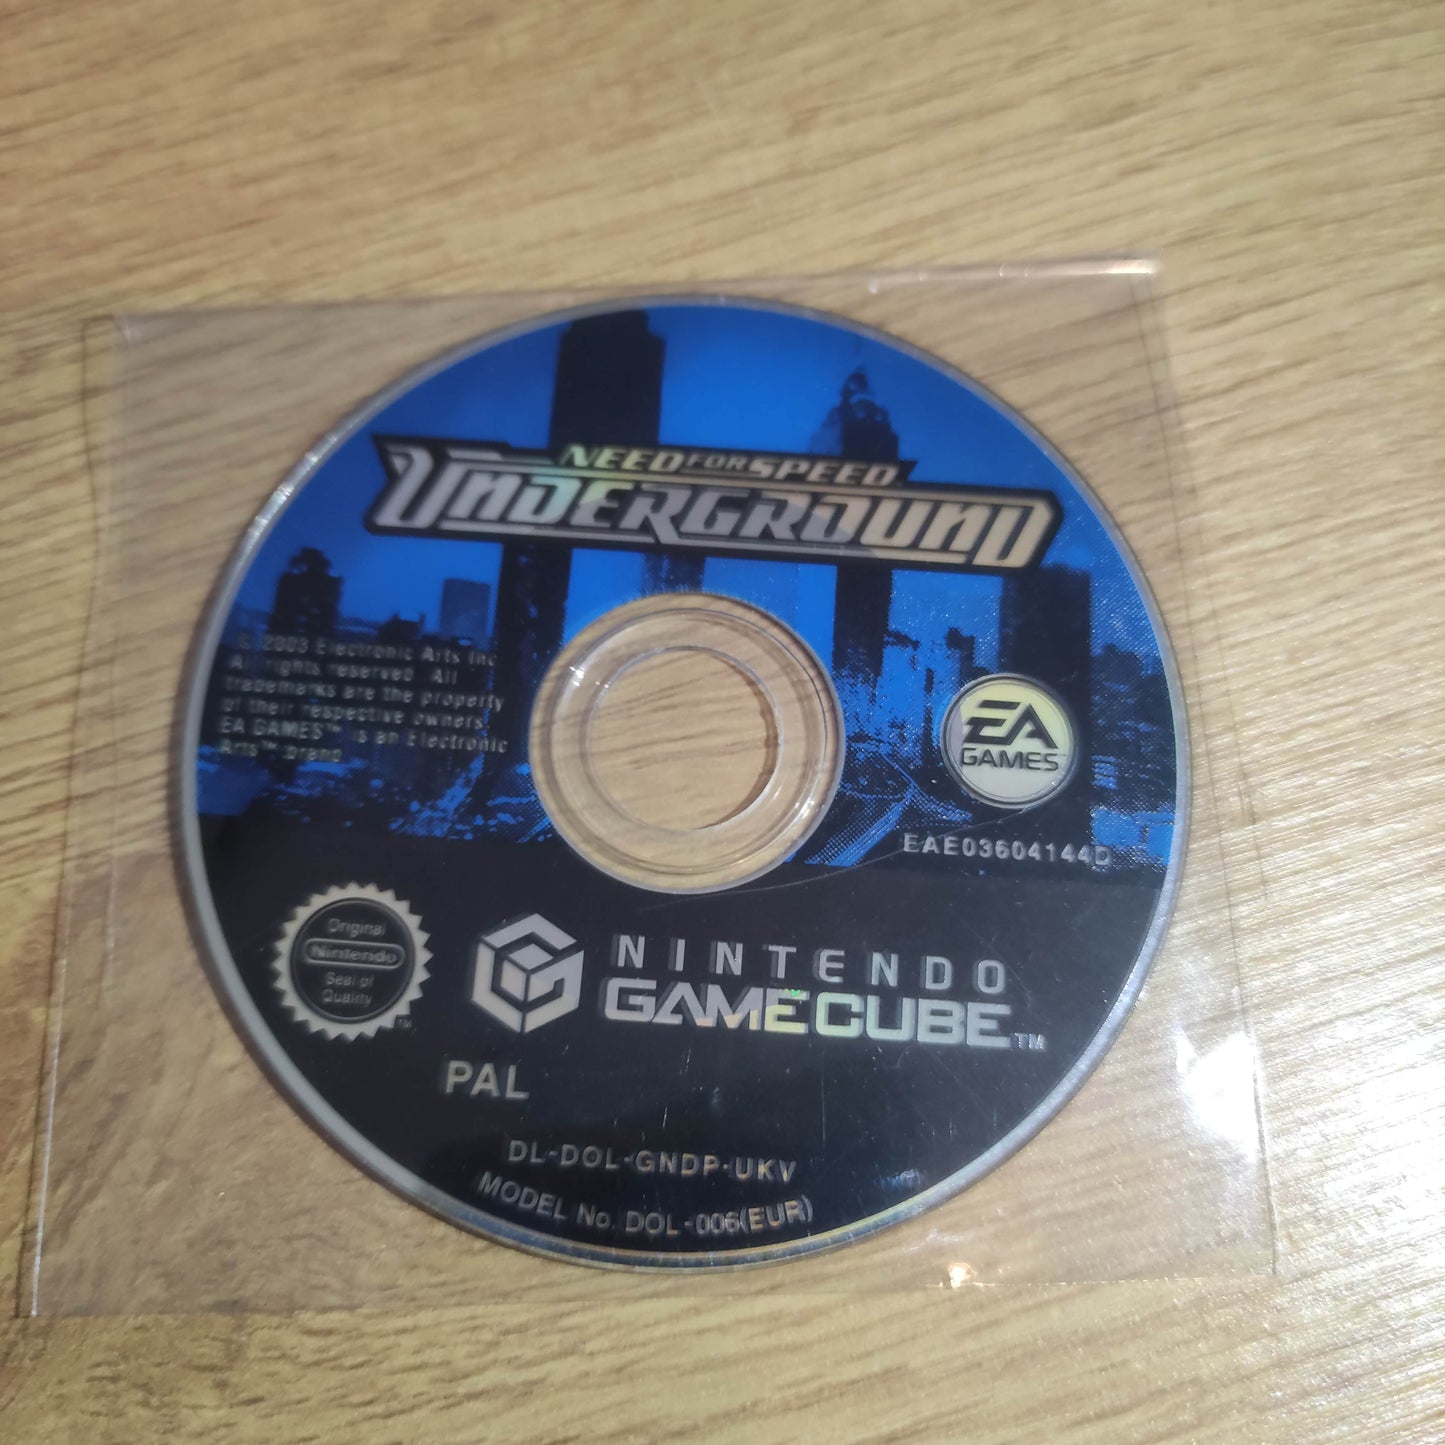 NEED FOR SPEED
UNDERGROUND
© 2003 Electronic Arts Inc
All rights reserved. All
trademarks are the property
of their respective owners.
EA GAMES™ is an Electronic
Arts™ brand
EA
GAMES
EAE03604144D
Original
Nintendo
Seal of
Quality
TM
NINTENDO
GAMECUBE TM
PAL
DL-DOL-GNDP-UKV
MODEL No. DOL-006(EUR)